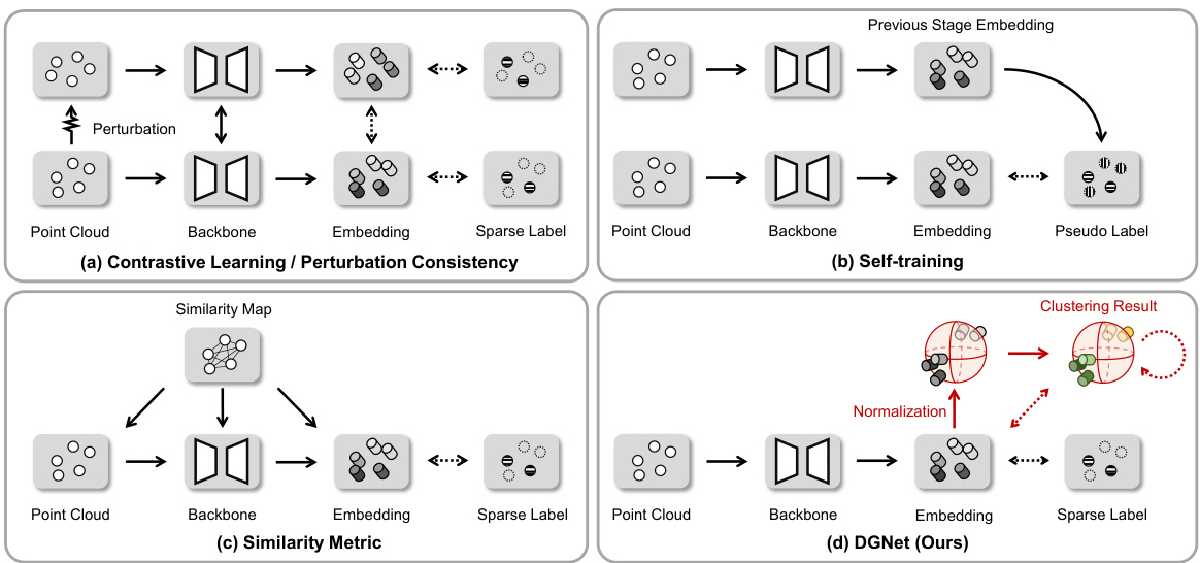 Perturbation
Point Cloud
Backbone
Embedding
Sparse Label
(a) Contrastive Learning / Perturbation Consistency
Previous Stage Embedding
Point Cloud
Backbone
Embedding
Pseudo Label
(b) Self-training
Similarity Map
Point Cloud
Backbone
Embedding
Sparse Label
(c) Similarity Metric
Clustering Result
Normalization
Point Cloud
Backbone
Embedding
Sparse Label
(d) DGNet (Ours)